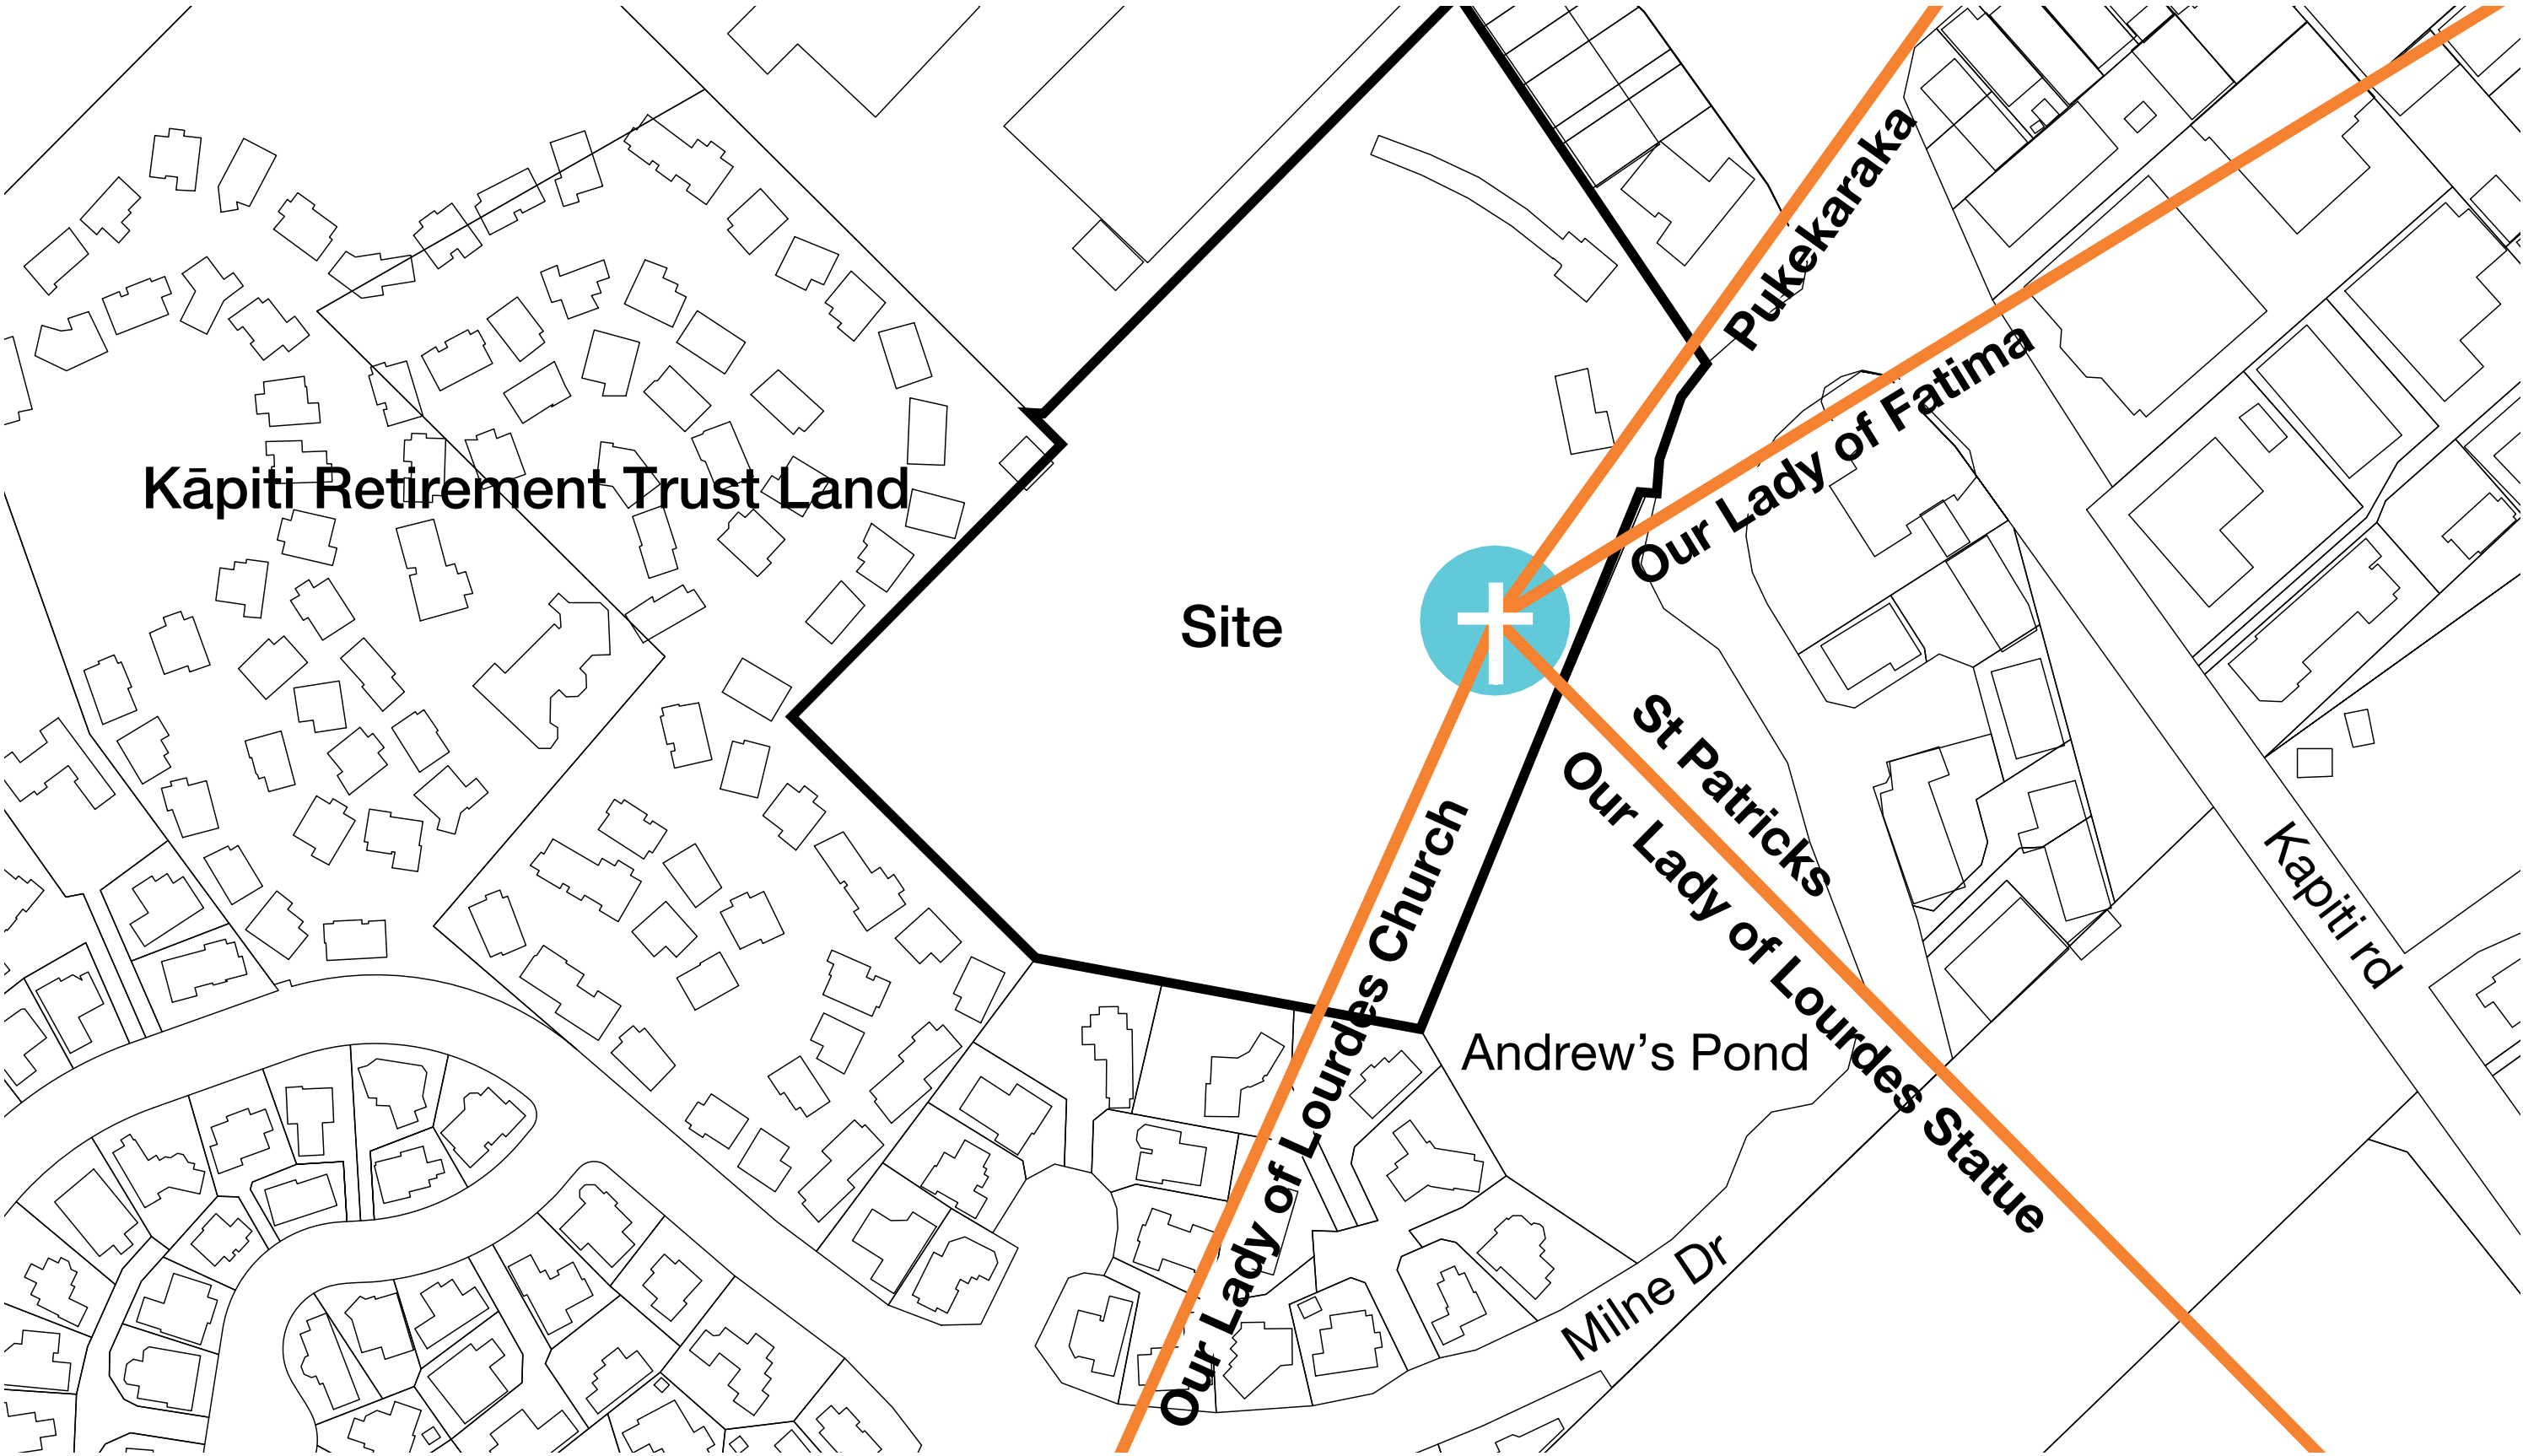 Pukekaraka
Our Lady of Fatima
Kāpiti Retirement Trust Land
Site
St Patricks
Our Lady of Lourdes Statue
Our Lady of Lourdes Church
Kapiti rd
Andrew’s Pond
Milne Dr